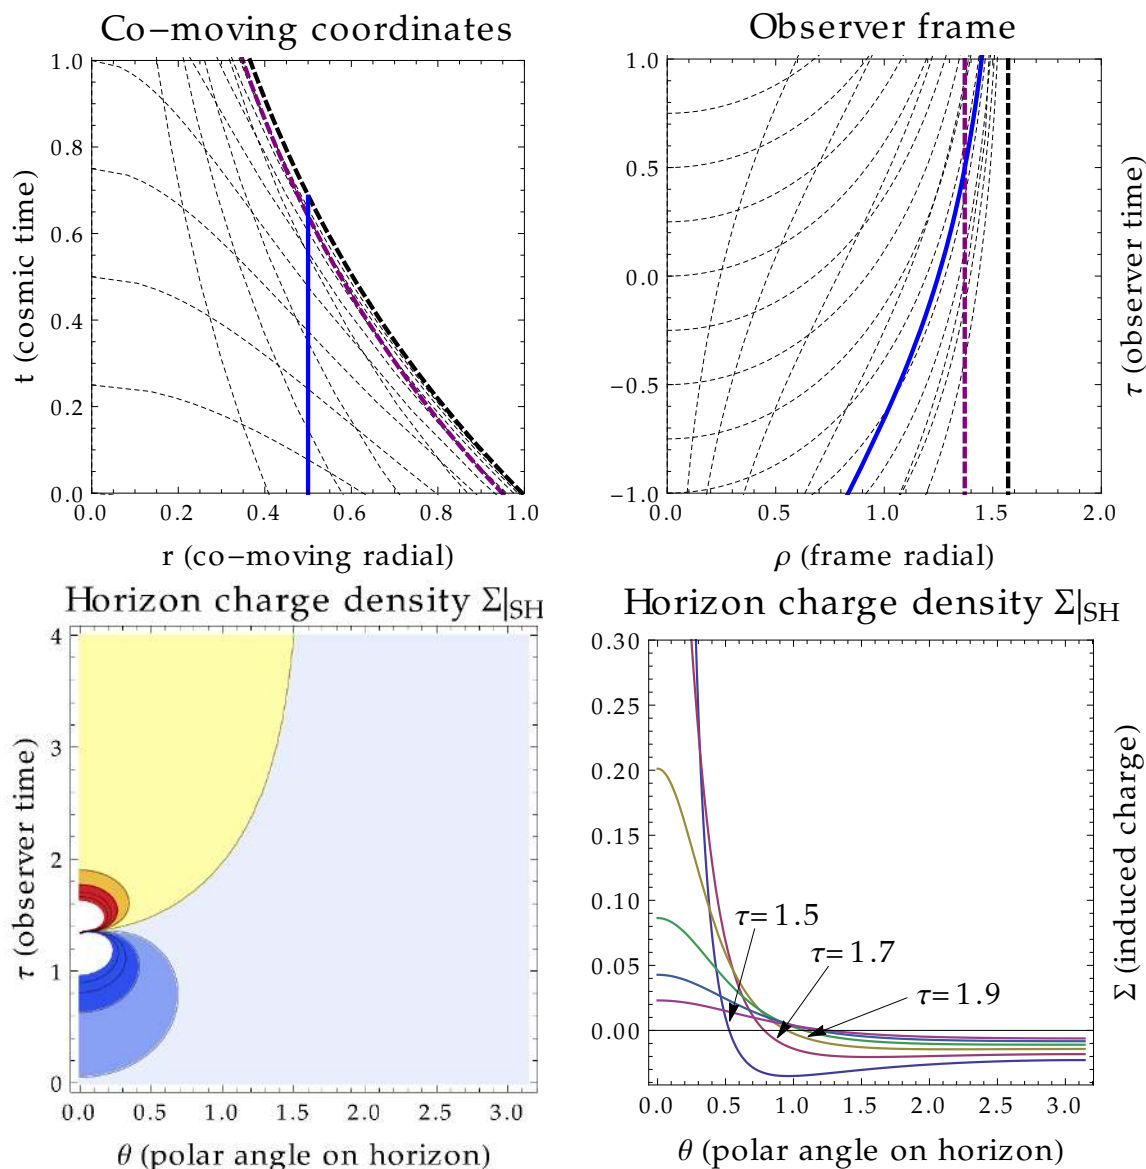 Co−moving coordinates
t (cosmic time)
1.0
0.8
0.6
0.4
0.2
0.0
0.0 0.2 0.4 0.6 0.8 1.0
r (co−moving radial)
Observer frame
1.0
0.5
0.0
−0.5
−1.0
0.0 0.5 1.0 1.5 2.0
ρ (frame radial)
τ (observer time)
Horizon charge density Σ|SH
τ (observer time)
4
3
2
1
0
0.0 0.5 1.0 1.5 2.0 2.5 3.0
θ (polar angle on horizon)
Horizon charge density Σ|SH
0.30
0.25
0.20
0.15
0.10
0.05
0.00
τ=1.5
τ=1.7
τ=1.9
0.0 0.5 1.0 1.5 2.0 2.5 3.0
θ (polar angle on horizon)
Σ (induced charge)